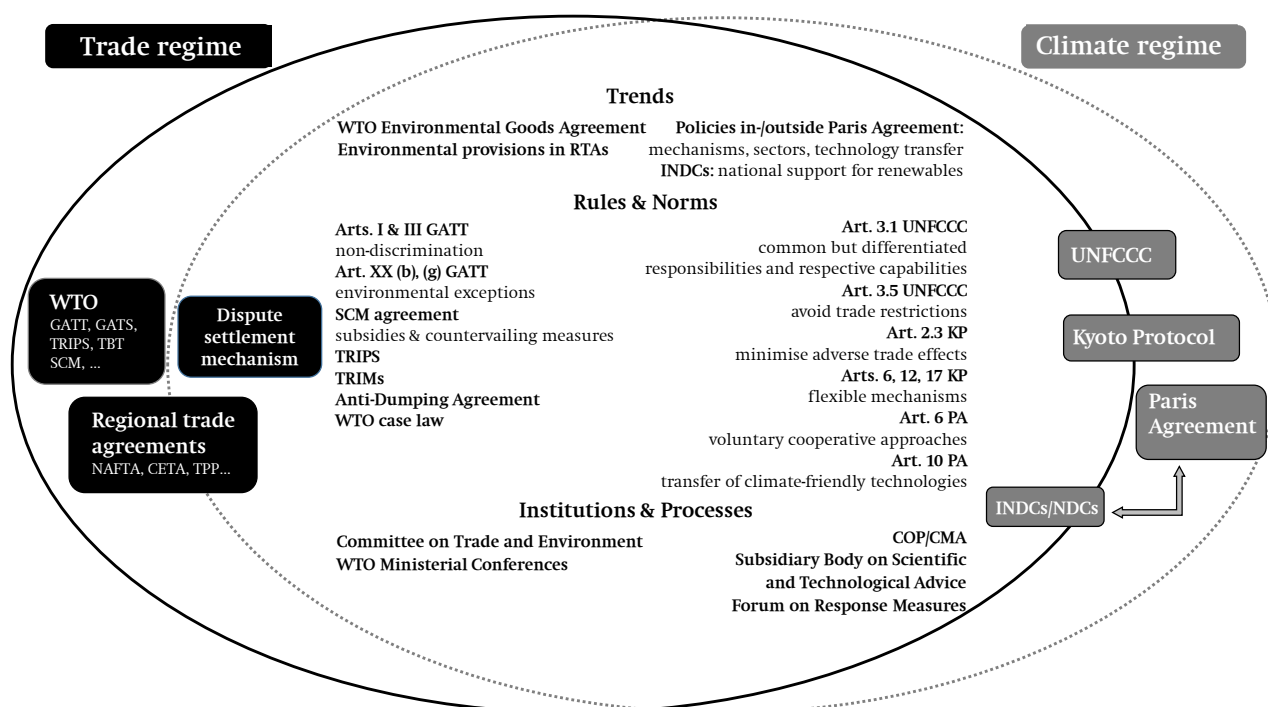 Trade regime
Climate regime
Trends
WTO Environmental Goods Agreement
Environmental provisions in RTAs
Policies in-/outside Paris Agreement:
mechanisms, sectors, technology transfer
INDCs: national support for renewables
Rules & Norms
Arts. I & III GATT
non-discrimination
Art. XX (b), (g) GATT
environmental exceptions
SCM agreement
subsidies & countervailing measures
TRIPS
TRIMs
Anti-Dumping Agreement
WTO case law
Art. 3.1 UNFCCC
common but differentiated
responsibilities and respective capabilities
Art. 3.5 UNFCCC
avoid trade restrictions
Art. 2.3 KP
minimise adverse trade effects
Arts. 6, 12, 17 KP
flexible mechanisms
Art. 6 PA
voluntary cooperative approaches
Art. 10 PA
transfer of climate-friendly technologies
WTO
GATT, GATS,
TRIPS, TBT
SCM, ...
Dispute
settlement
mechanism
Regional trade
agreements
NAFTA, CETA, TPP...
UNFCCC
Kyoto Protocol
Paris
Agreement
INDCs/NDCs
Institutions & Processes
Committee on Trade and Environment
WTO Ministerial Conferences
COP/CMA
Subsidiary Body on Scientific
and Technological Advice
Forum on Response Measures